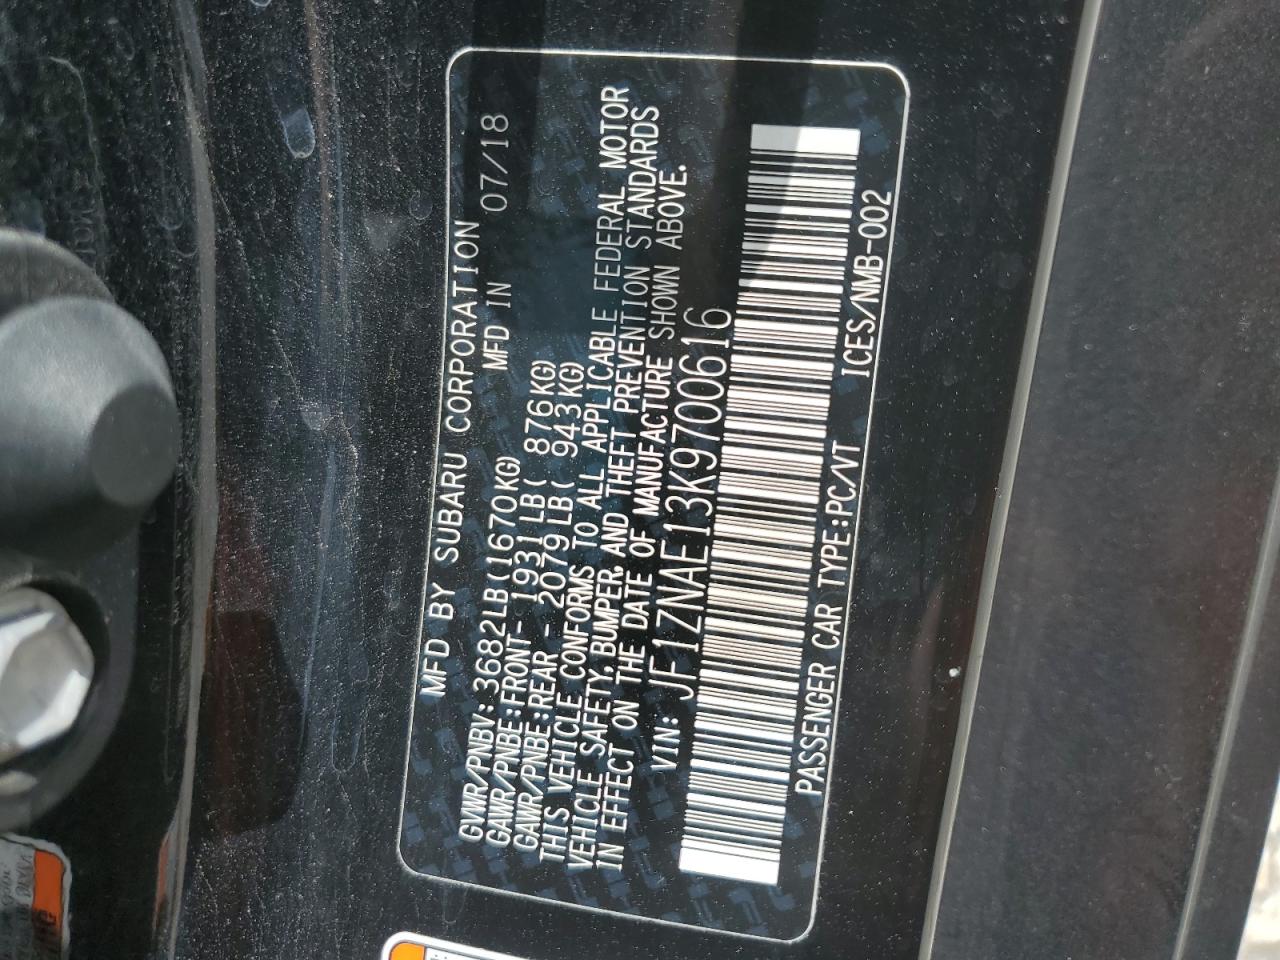 MFD BY SUBARU CORPORATION
GVWR/PNBV: 3682LB(1670KG) MFD IN 07/18
GAWR/PNBE:FRONT- 1931LB( 876KG)
GAWR/PNBE:REAR - 2079LB( 943KG)
THIS VEHICLE CONFORMS TO ALL APPLICABLE FEDERAL MOTOR
VEHICLE SAFETY, BUMPER, AND THEFT PREVENTION STANDARDS
IN EFFECT ON THE DATE OF MANUFACTURE SHOWN ABOVE.
VIN: JF1ZNAE13K9700616
PASSENGER CAR TYPE:PC/VT ICES/NMB-002